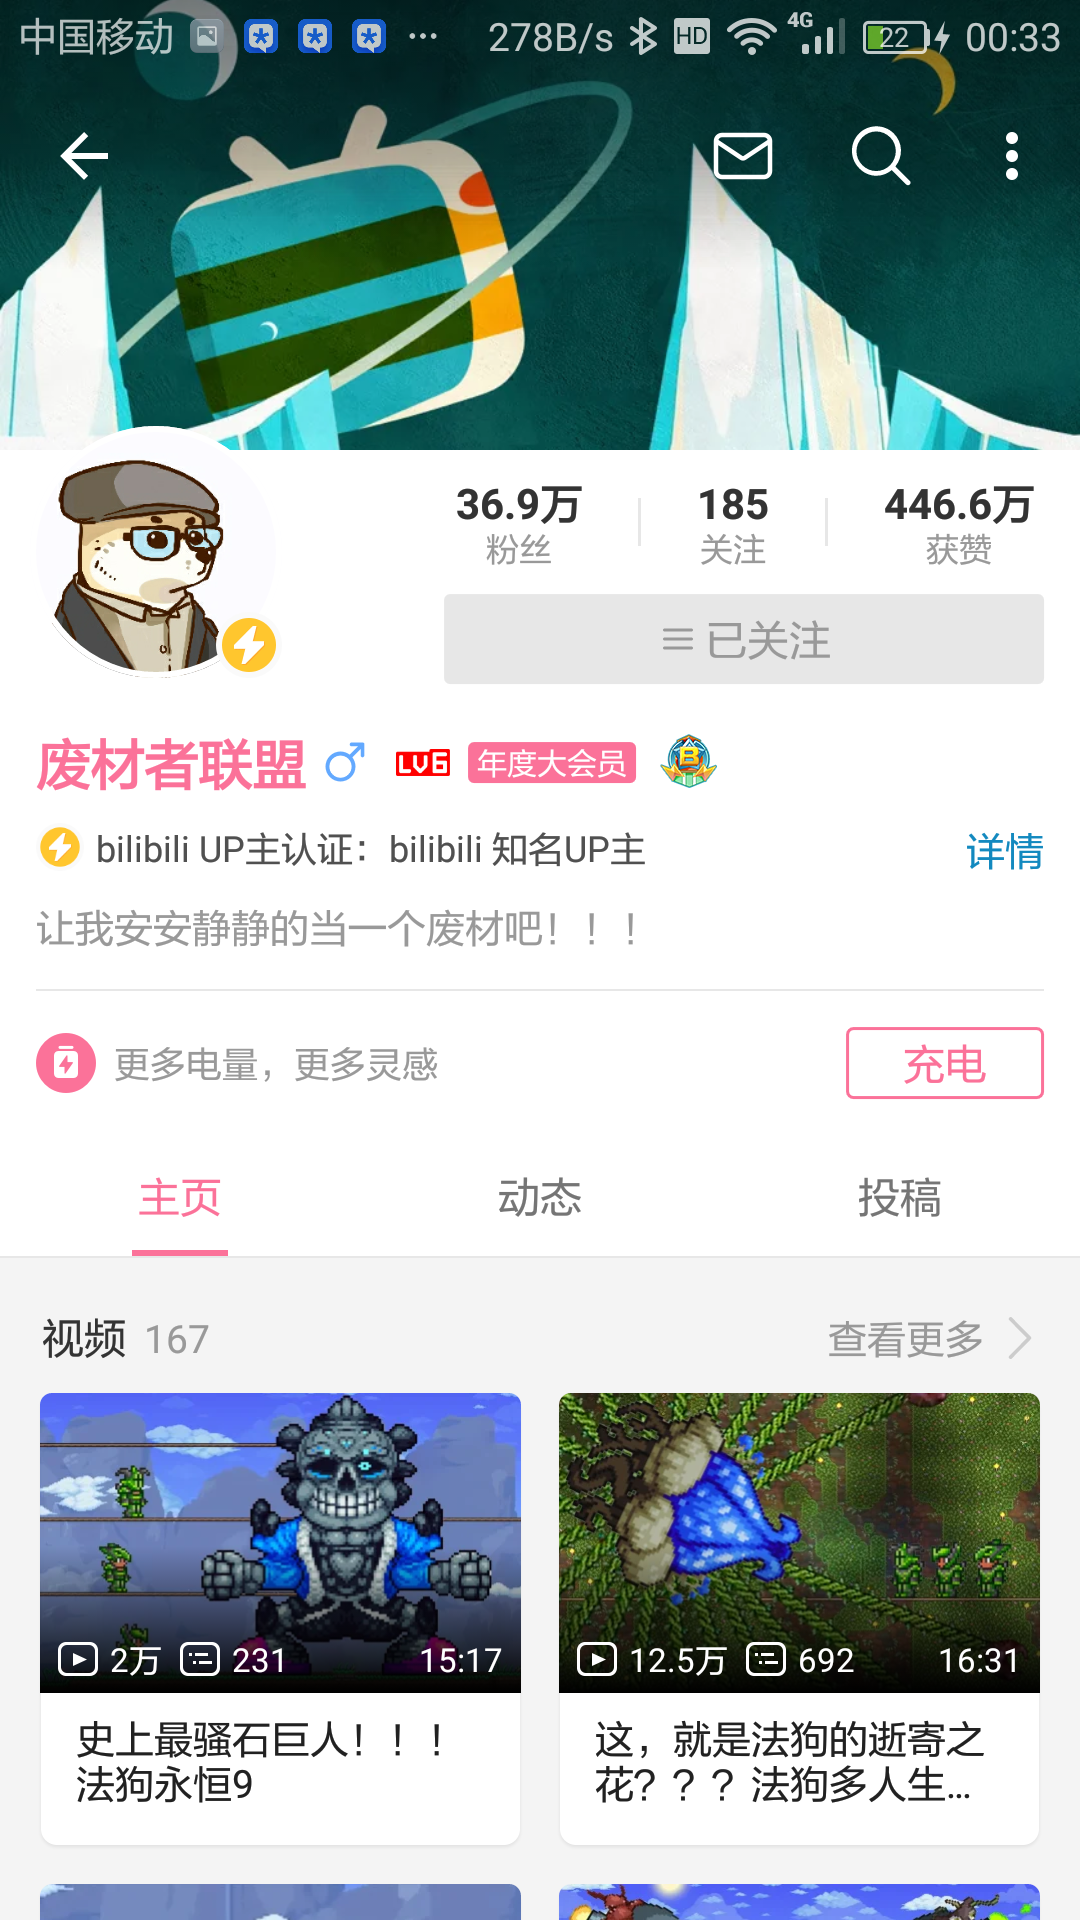 中国移动 ... 278B/s HD 4G 22 00:33
36.9万 185 446.6万
粉丝 关注 获赞
已关注
废材者联盟 LV6 年度大会员 B
bilibili UP主认证：bilibili 知名UP主 详情
让我安安静静的当一个废材吧！！！
更多电量，更多灵感 充电
主页 动态 投稿
视频 167 查看更多
2万 231 15:17
12.5万 692 16:31
史上最骚石巨人！！！
法狗永恒9
这，就是法狗的逝寄之
花？？？法狗多人生...